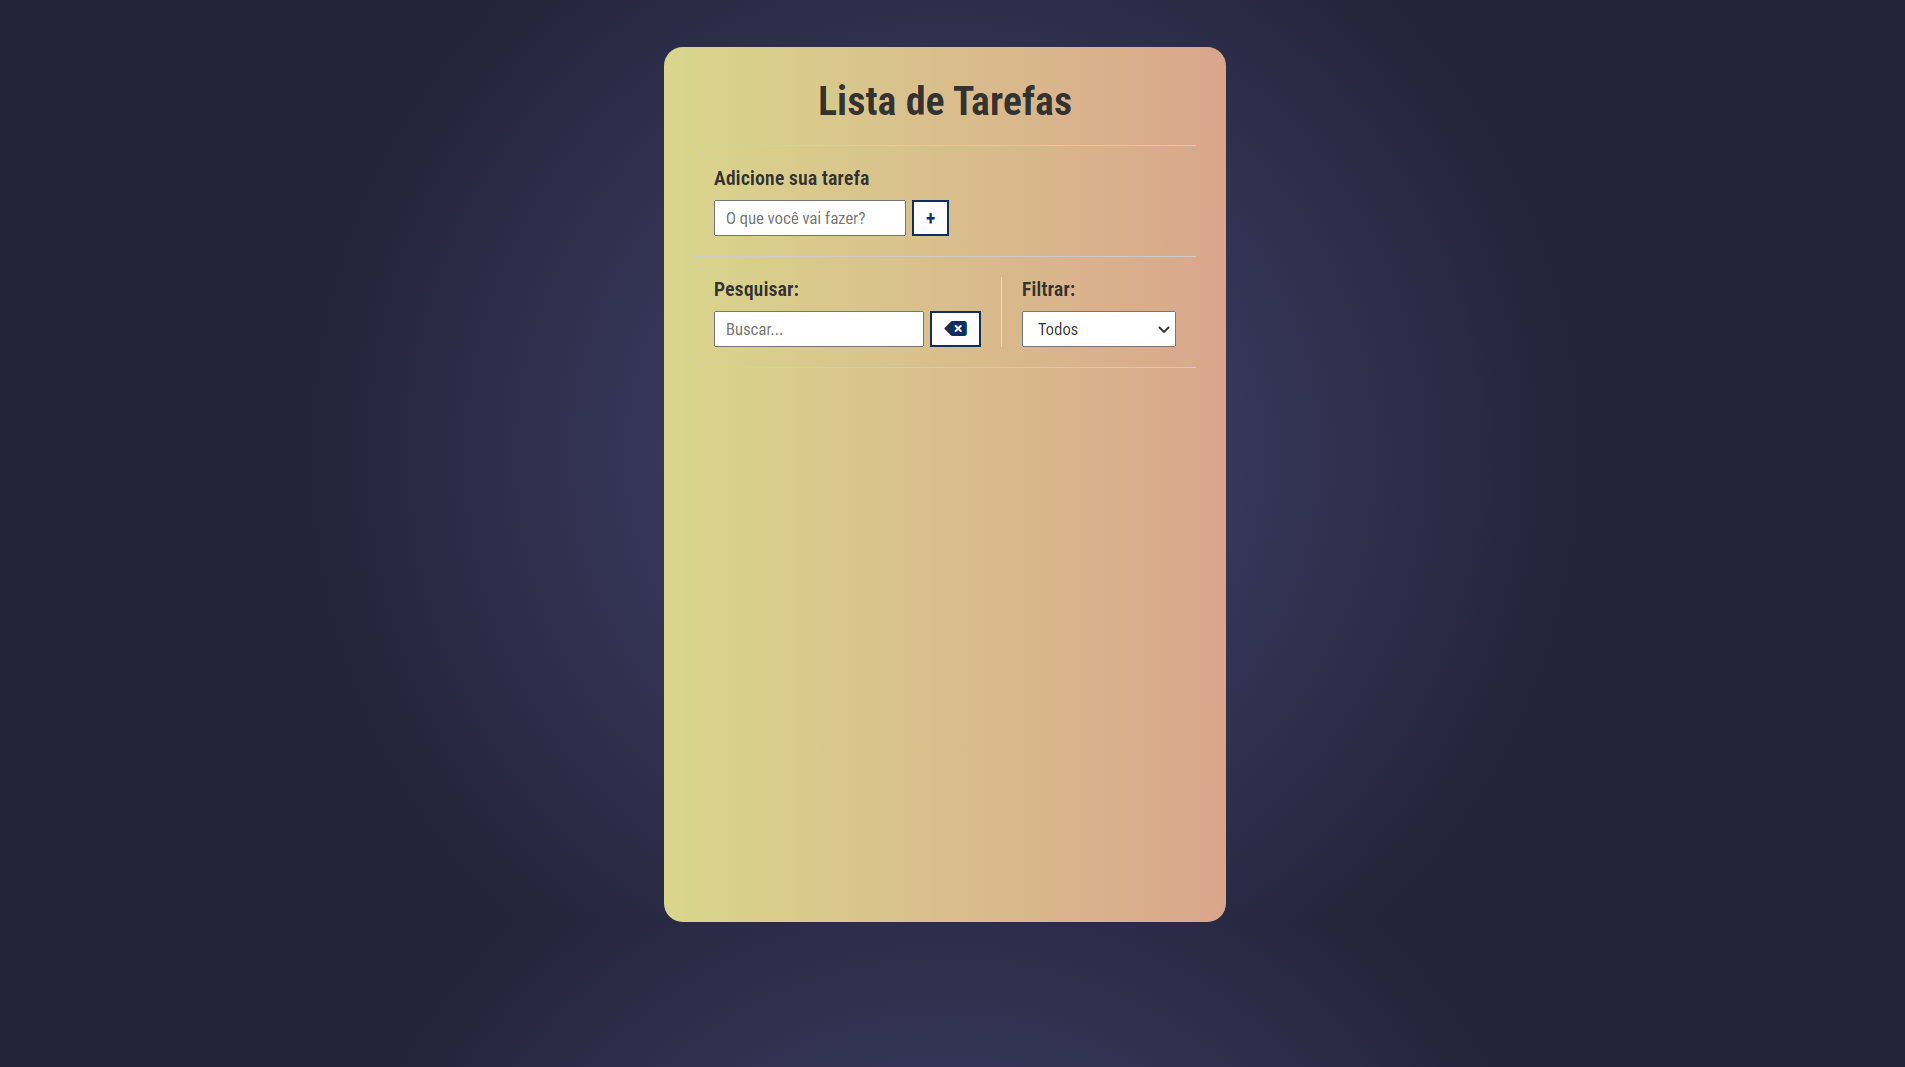 Lista de Tarefas
Adicione sua tarefa
O que você vai fazer? +
Pesquisar: Filtrar:
Buscar... Todos